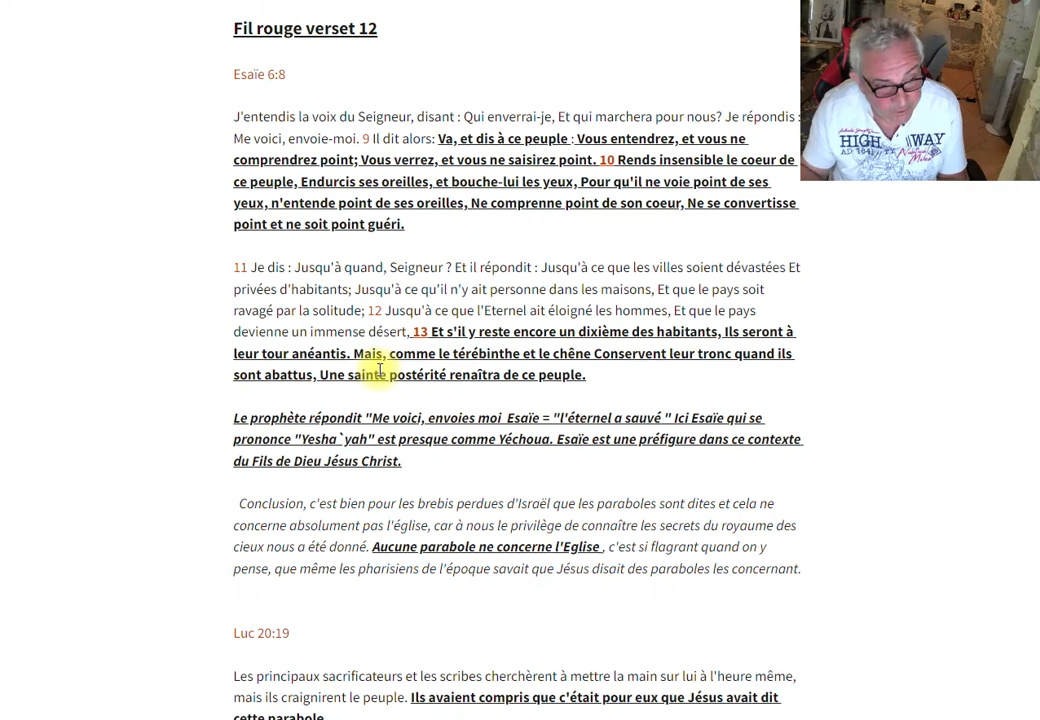 Fil rouge verset 12
Esaïe 6:8
J'entendis la voix du Seigneur, disant : Qui enverrai-je, Et qui marchera pour nous? Je répondis :
Me voici, envoie-moi. 9 Il dit alors: Va, et dis à ce peuple : Vous entendrez, et vous ne
comprendrez point; Vous verrez, et vous ne saisirez point. 10 Rends insensible le coeur de
ce peuple, Endurcis ses oreilles, et bouche-lui les yeux, Pour qu'il ne voie point de ses
yeux, n'entende point de ses oreilles, Ne comprenne point de son coeur, Ne se convertisse
point et ne soit point guéri.
11 Je dis : Jusqu'à quand, Seigneur ? Et il répondit : Jusqu'à ce que les villes soient dévastées Et
privées d'habitants; Jusqu'à ce qu'il n'y ait personne dans les maisons, Et que le pays soit
ravagé par la solitude; 12 Jusqu'à ce que l'Eternel ait éloigné les hommes, Et que le pays
devienne un immense désert, 13 Et s'il y reste encore un dixième des habitants, Ils seront à
leur tour anéantis. Mais, comme le térébinthe et le chêne Conservent leur tronc quand ils
sont abattus, Une sainte postérité renaîtra de ce peuple.
Le prophète répondit "Me voici, envoies moi Esaïe = "l'éternel a sauvé " Ici Esaïe qui se
prononce "Yesha`yah" est presque comme Yéchoua. Esaïe est une préfigure dans ce contexte
du Fils de Dieu Jésus Christ.
Conclusion, c'est bien pour les brebis perdues d'Israël que les paraboles sont dites et cela ne
concerne absolument pas l'église, car à nous le privilège de connaître les secrets du royaume des
cieux nous a été donné. Aucune parabole ne concerne l'Eglise , c'est si flagrant quand on y
pense, que même les pharisiens de l'époque savait que Jésus disait des paraboles les concernant.
Luc 20:19
Les principaux sacrificateurs et les scribes cherchèrent à mettre la main sur lui à l'heure même,
mais ils craignirent le peuple. Ils avaient compris que c'était pour eux que Jésus avait dit
cette parabole.
HIGH WAY
AD 184